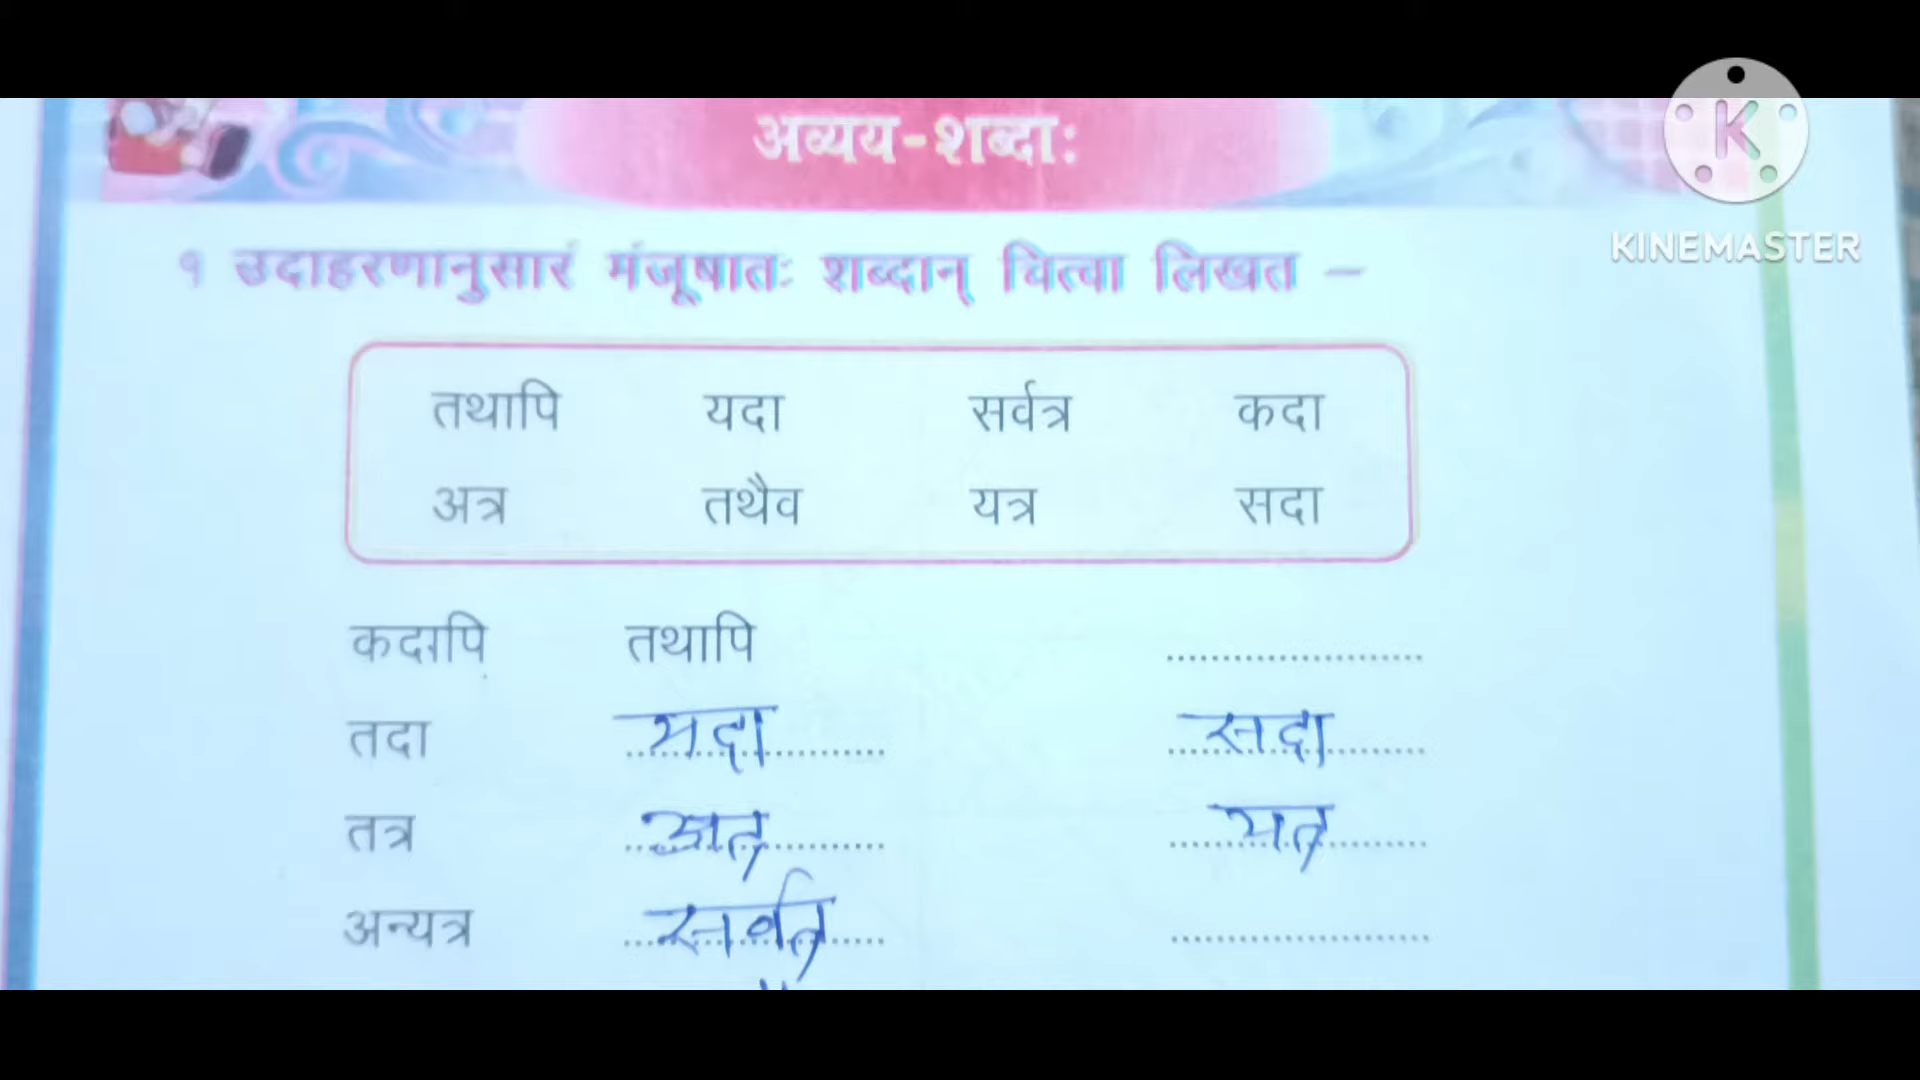 अव्यय-शब्दाः
KINEMASTER
१ उदाहरणानुसारं मंजूषातः शब्दान् चित्वा लिखत –
तथापि यदा सर्वत्र कदा
अत्र तथैव यत्र सदा
कदापि तथापि ....................
तदा यदा सदा
तत्र अत्र यत्र
अन्यत्र सर्वत्र ....................